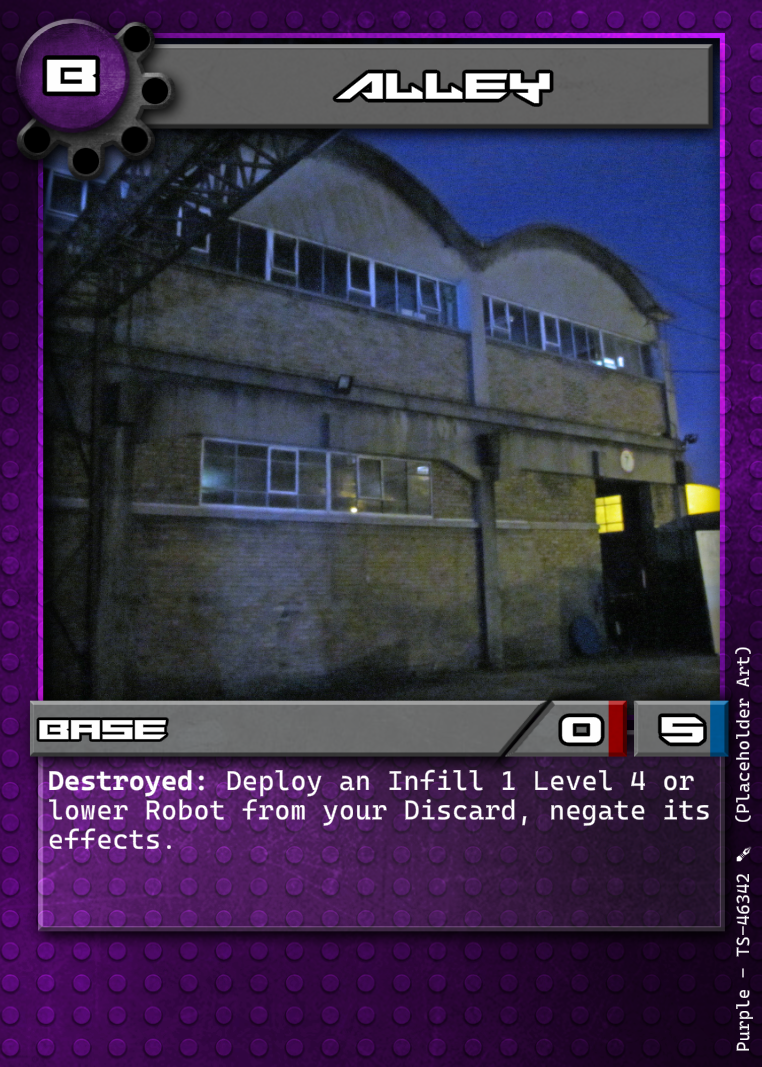 B
ALLEY
BASE
0
5
Destroyed: Deploy an Infill 1 Level 4 or
lower Robot from your Discard, negate its
effects.
Purple - TS-46342 ✒ (Placeholder Art)